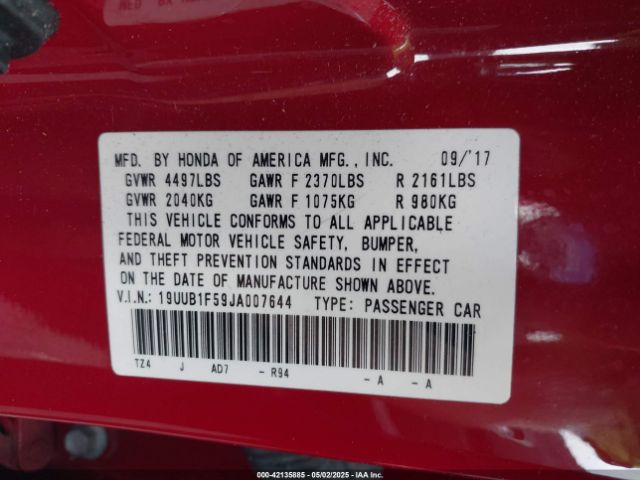 MFD. BY HONDA OF AMERICA MFG., INC. 09/'17
GVWR 4497LBS GAWR F 2370LBS R 2161LBS
GVWR 2040KG GAWR F 1075KG R 980KG
THIS VEHICLE CONFORMS TO ALL APPLICABLE
FEDERAL MOTOR VEHICLE SAFETY, BUMPER,
AND THEFT PREVENTION STANDARDS IN EFFECT
ON THE DATE OF MANUFACTURE SHOWN ABOVE.
V.I.N.: 19UUB1F59JA007644 TYPE: PASSENGER CAR
TZ4 J AD7 - R94 - A - A
000-42135885 - 05/02/2025 - IAAI.COM